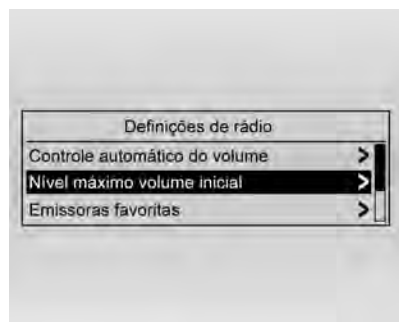 Definições de rádio
Controle automático do volume >
Nível máximo volume inicial >
Emissoras favoritas >